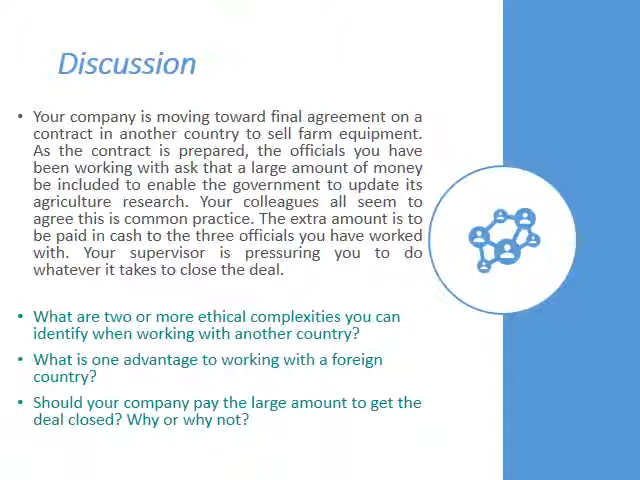 Discussion
• Your company is moving toward final agreement on a
contract in another country to sell farm equipment.
As the contract is prepared, the officials you have
been working with ask that a large amount of money
be included to enable the government to update its
agriculture research. Your colleagues all seem to
agree this is common practice. The extra amount is to
be paid in cash to the three officials you have worked
with. Your supervisor is pressuring you to do
whatever it takes to close the deal.
• What are two or more ethical complexities you can
identify when working with another country?
• What is one advantage to working with a foreign
country?
• Should your company pay the large amount to get the
deal closed? Why or why not?